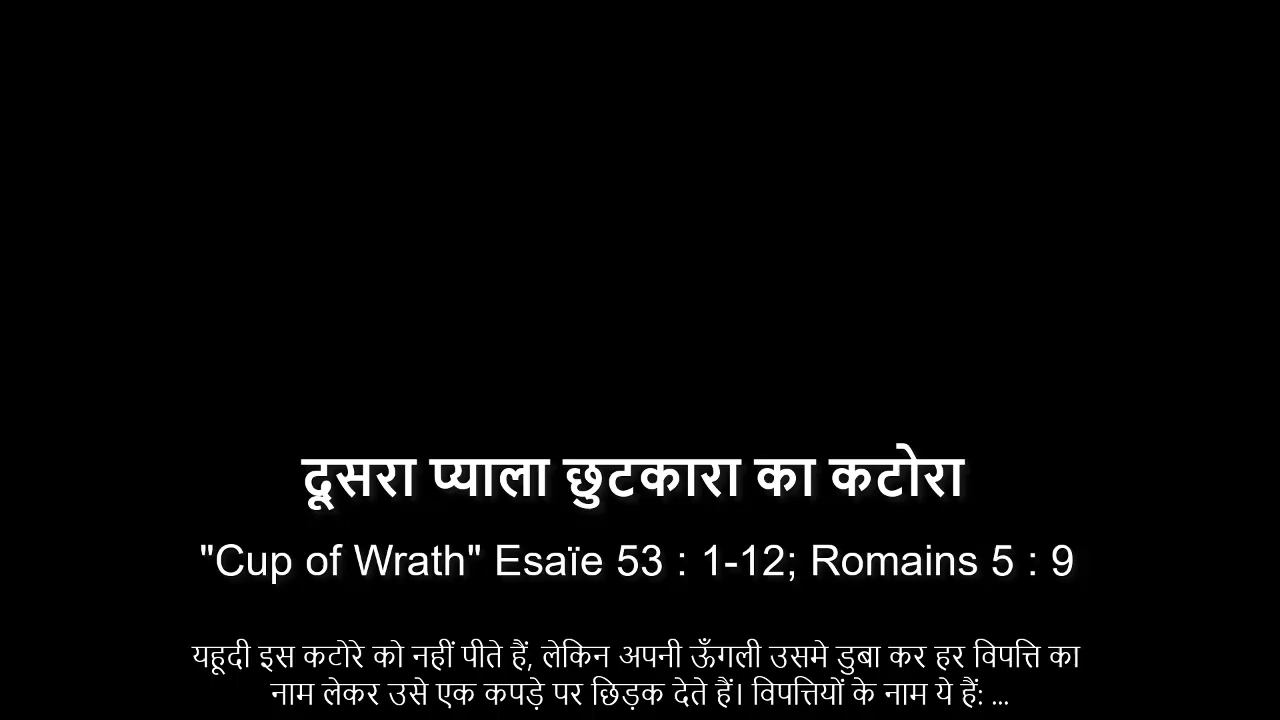 दूसरा प्याला छुटकारा का कटोरा
"Cup of Wrath" Esaïe 53 : 1-12; Romains 5 : 9
यहूदी इस कटोरे को नहीं पीते हैं, लेकिन अपनी ऊँगली उसमे डुबा कर हर विपत्ति का
नाम लेकर उसे एक कपड़े पर छिड़क देते हैं। विपत्तियों के नाम ये हैं: ...